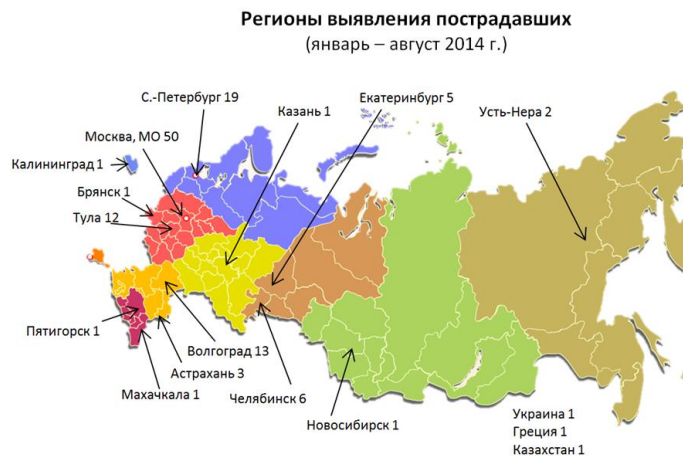 Регионы выявления пострадавших
(январь – август 2014 г.)
С.-Петербург 19
Казань 1
Екатеринбург 5
Усть-Нера 2
Москва, МО 50
Калининград 1
Брянск 1
Тула 12
Пятигорск 1
Волгоград 13
Астрахань 3
Махачкала 1
Челябинск 6
Новосибирск 1
Украина 1
Греция 1
Казахстан 1